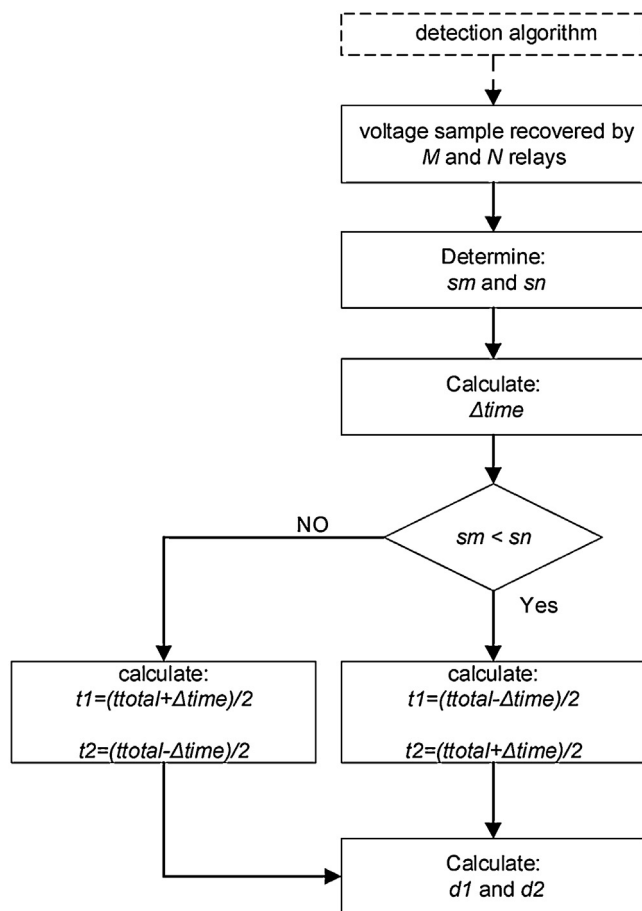 detection algorithm
voltage sample recovered by
M and N relays
Determine:
sm and sn
Calculate:
Δtime
sm < sn
NO
Yes
calculate:
t1=(ttotal+Δtime)/2
t2=(ttotal-Δtime)/2
calculate:
t1=(ttotal-Δtime)/2
t2=(ttotal+Δtime)/2
Calculate:
d1 and d2